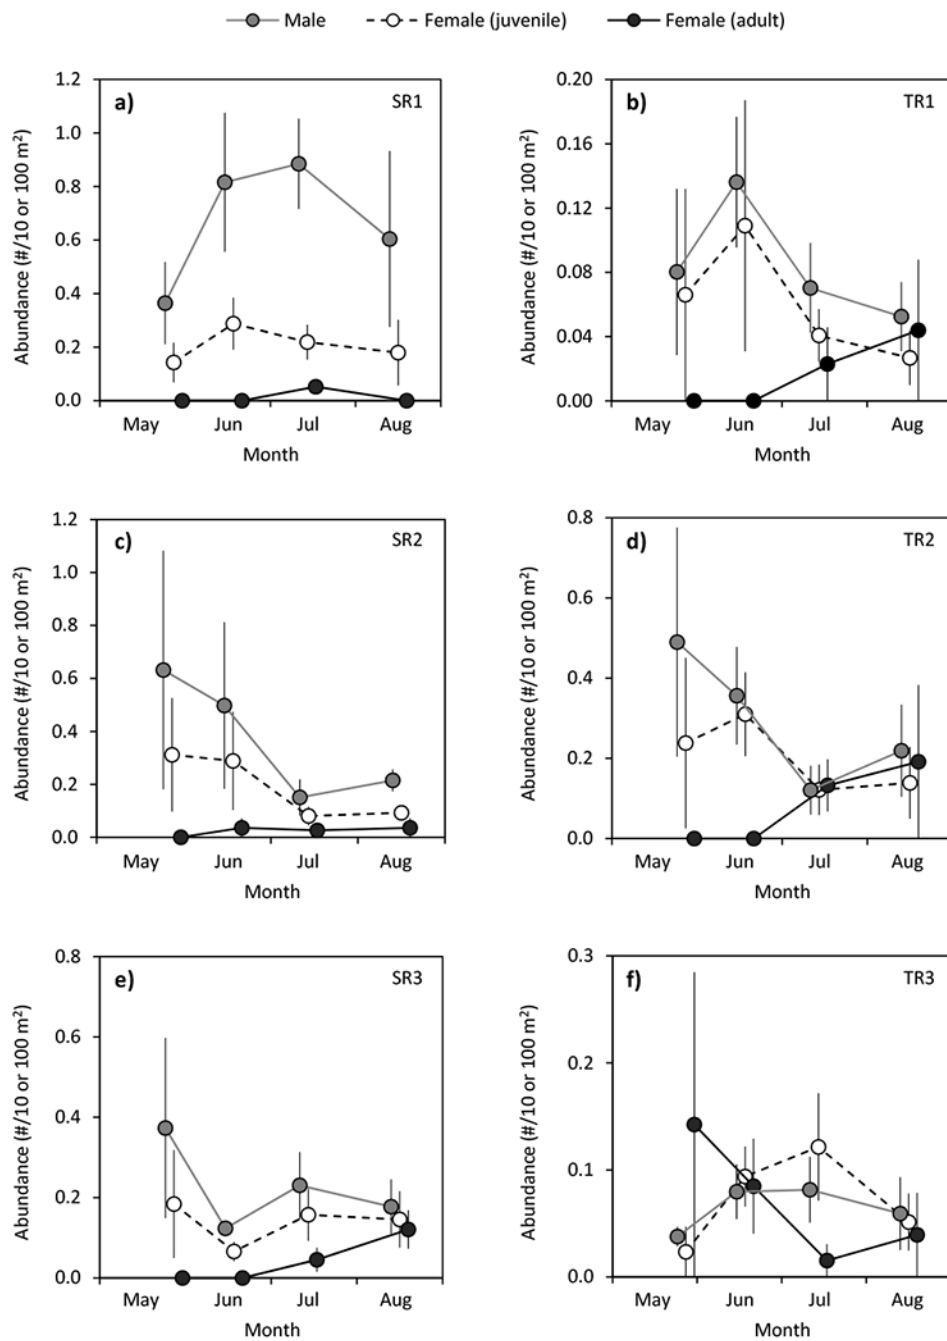 Male Female (juvenile) Female (adult)
a) SR1
Abundance (#/10 or 100 m²)
1.2
1.0
0.8
0.6
0.4
0.2
0.0
May Jun Jul Aug
Month
b) TR1
Abundance (#/10 or 100 m²)
0.20
0.16
0.12
0.08
0.04
0.00
May Jun Jul Aug
Month
c) SR2
Abundance (#/10 or 100 m²)
1.2
1.0
0.8
0.6
0.4
0.2
0.0
May Jun Jul Aug
Month
d) TR2
Abundance (#/10 or 100 m²)
0.8
0.6
0.4
0.2
0.0
May Jun Jul Aug
Month
e) SR3
Abundance (#/10 or 100 m²)
0.8
0.6
0.4
0.2
0.0
May Jun Jul Aug
Month
f) TR3
Abundance (#/10 or 100 m²)
0.3
0.2
0.1
0.0
May Jun Jul Aug
Month